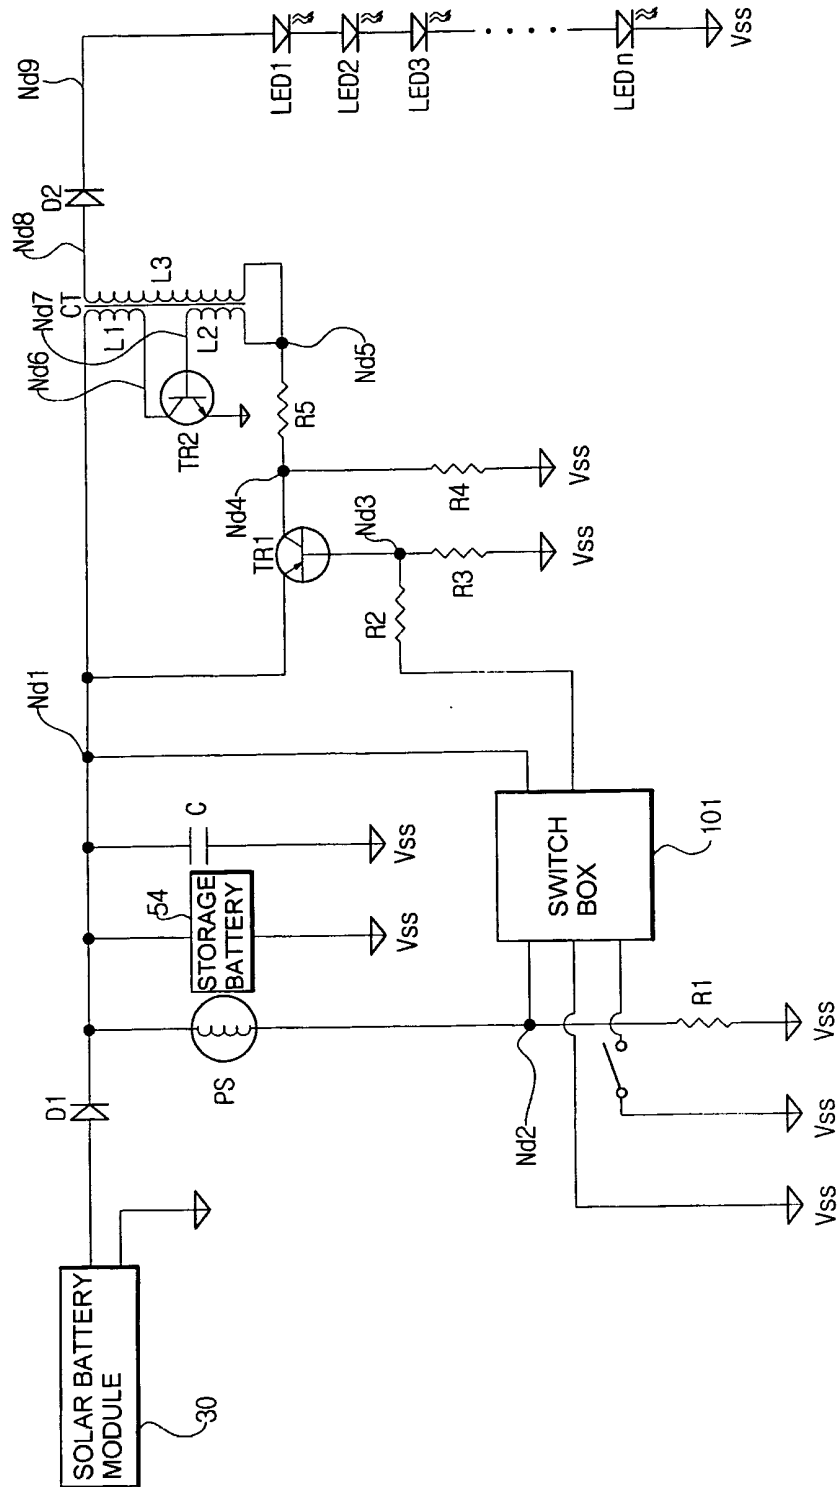 SOLAR BATTERY
MODULE
30
D1
PS
54
STORAGE
BATTERY
Vss
C
Vss
Nd1
Nd2
R1
Vss
Vss
Vss
SWITCH
BOX
101
R2
Nd3
R3
Vss
TR1
Nd4
R4
Vss
R5
Nd5
TR2
Nd6
Nd7
L1
L2
CT
L3
Nd8
D2
Nd9
LED1
LED2
LED3
LEDn
Vss